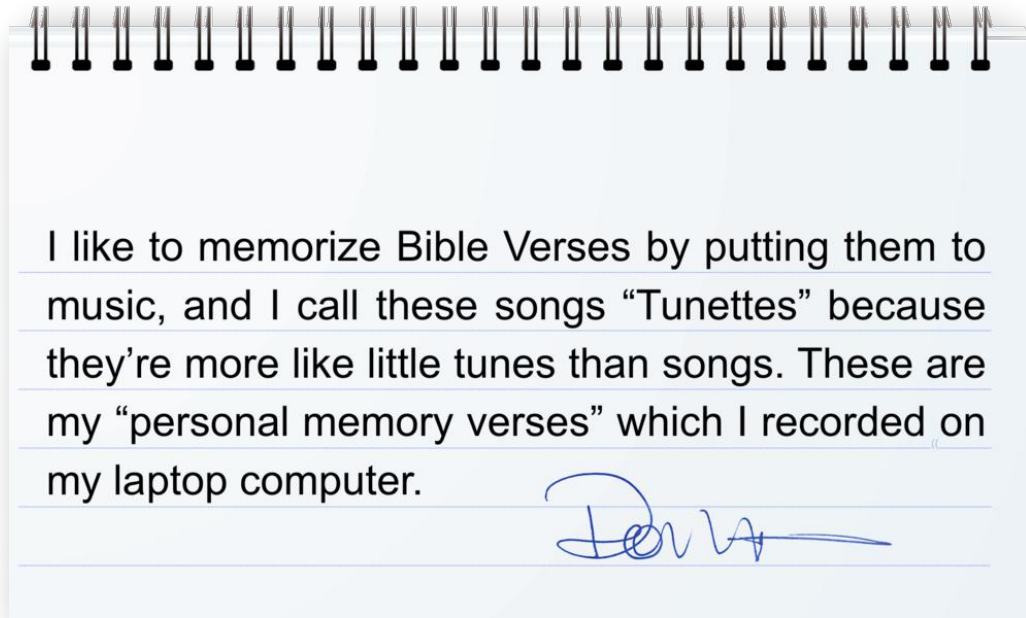 I like to memorize Bible Verses by putting them to
music, and I call these songs “Tunettes” because
they’re more like little tunes than songs. These are
my “personal memory verses” which I recorded on
my laptop computer.